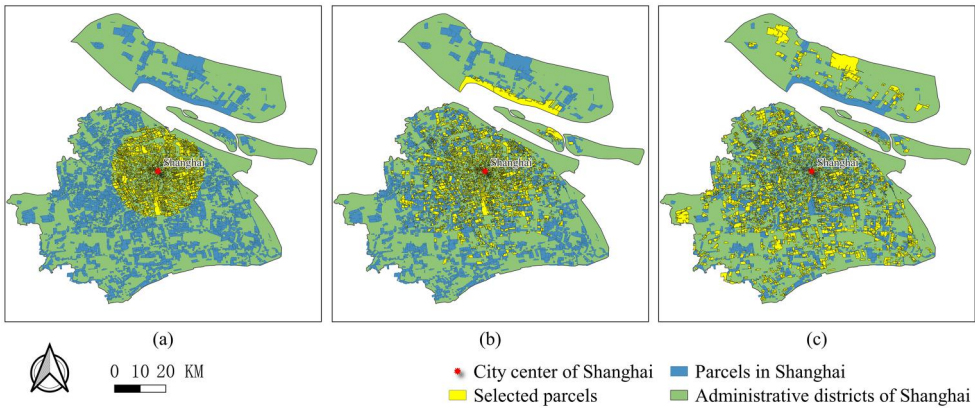 Shanghai
Shanghai
Shanghai
(a)
(b)
(c)
0 10 20 KM
City center of Shanghai
Parcels in Shanghai
Selected parcels
Administrative districts of Shanghai